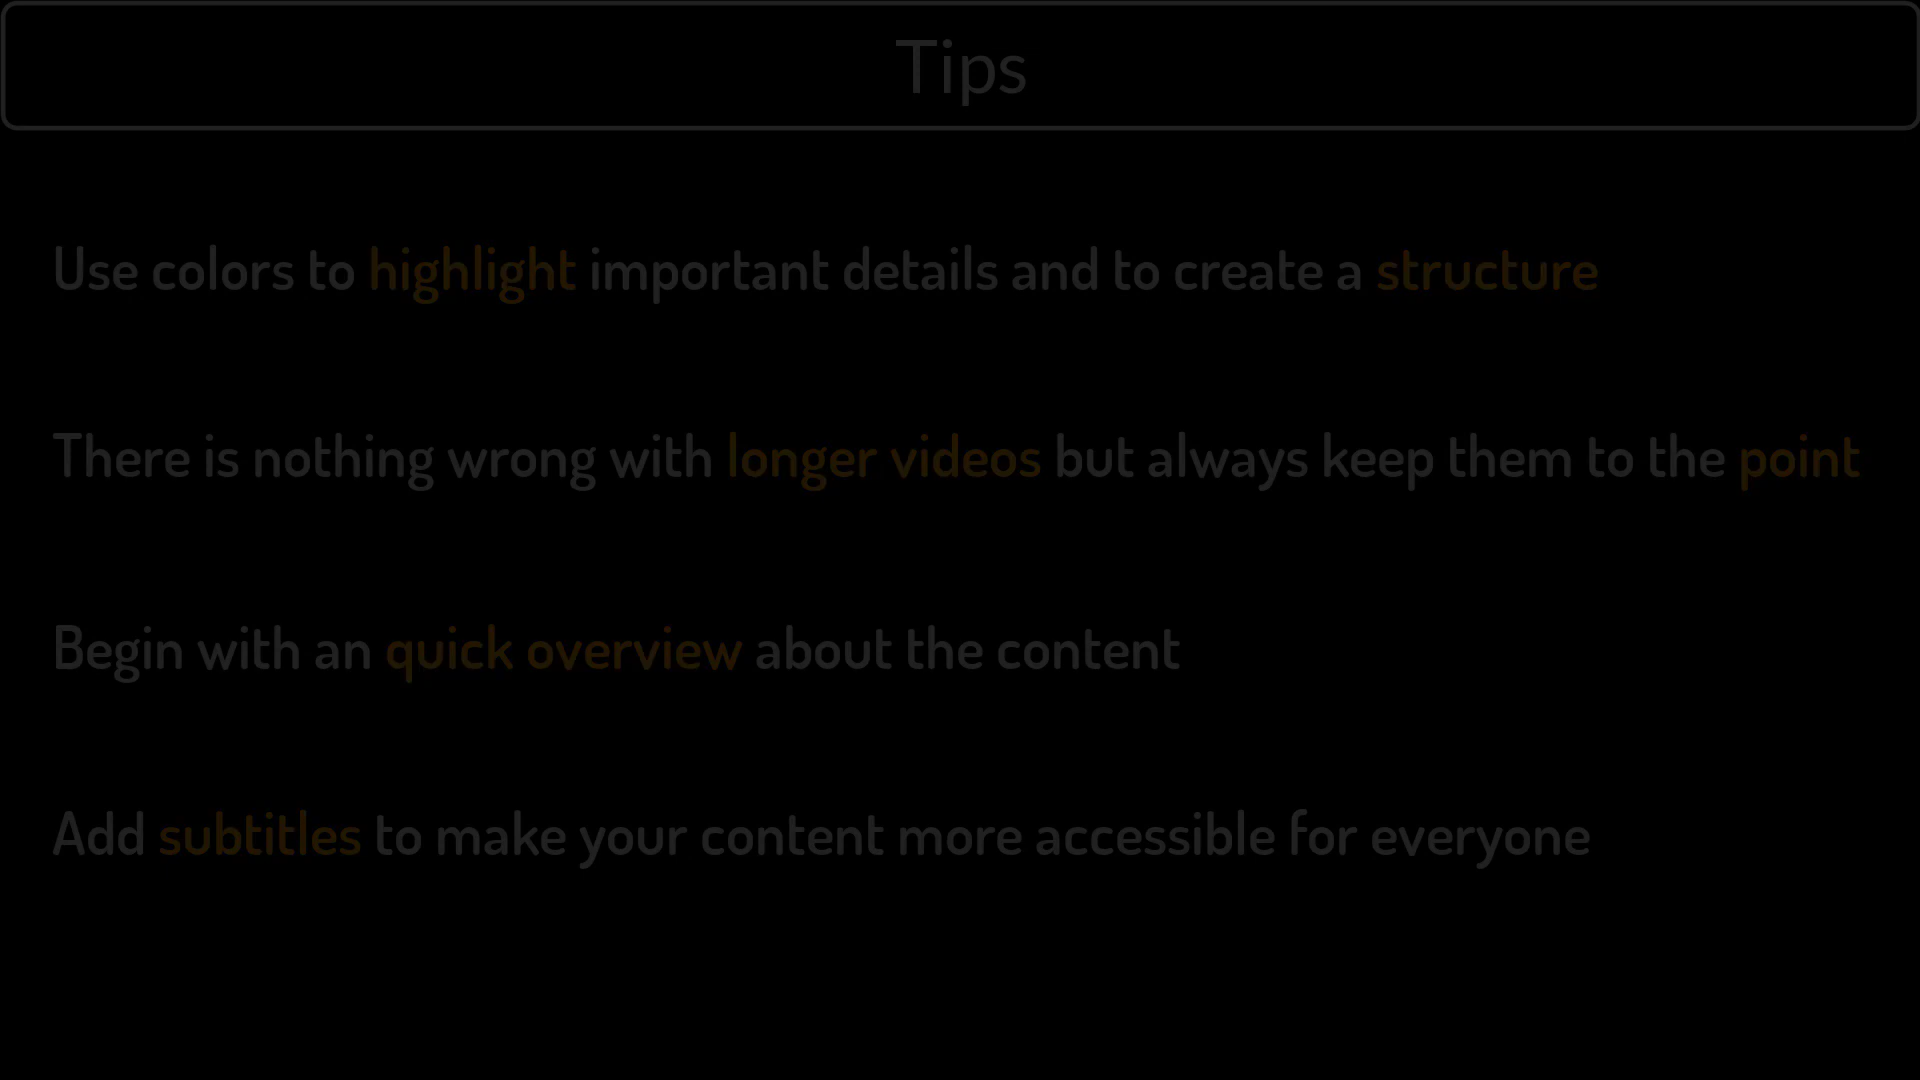 Tips
Use colors to highlight important details and to create a structure
There is nothing wrong with longer videos but always keep them to the point
Begin with an quick overview about the content
Add subtitles to make your content more accessible for everyone